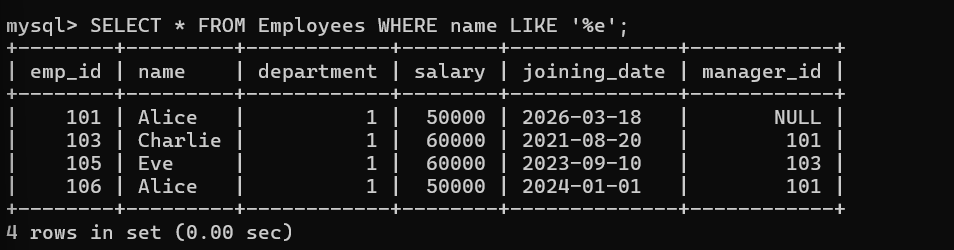 mysql> SELECT * FROM Employees WHERE name LIKE '%e';
+--------+---------+------------+--------+--------------+------------+
| emp_id | name    | department | salary | joining_date | manager_id |
+--------+---------+------------+--------+--------------+------------+
|    101 | Alice   |          1 |  50000 | 2026-03-18   |       NULL |
|    103 | Charlie |          1 |  60000 | 2021-08-20   |        101 |
|    105 | Eve     |          1 |  60000 | 2023-09-10   |        103 |
|    106 | Alice   |          1 |  50000 | 2024-01-01   |        101 |
+--------+---------+------------+--------+--------------+------------+
4 rows in set (0.00 sec)